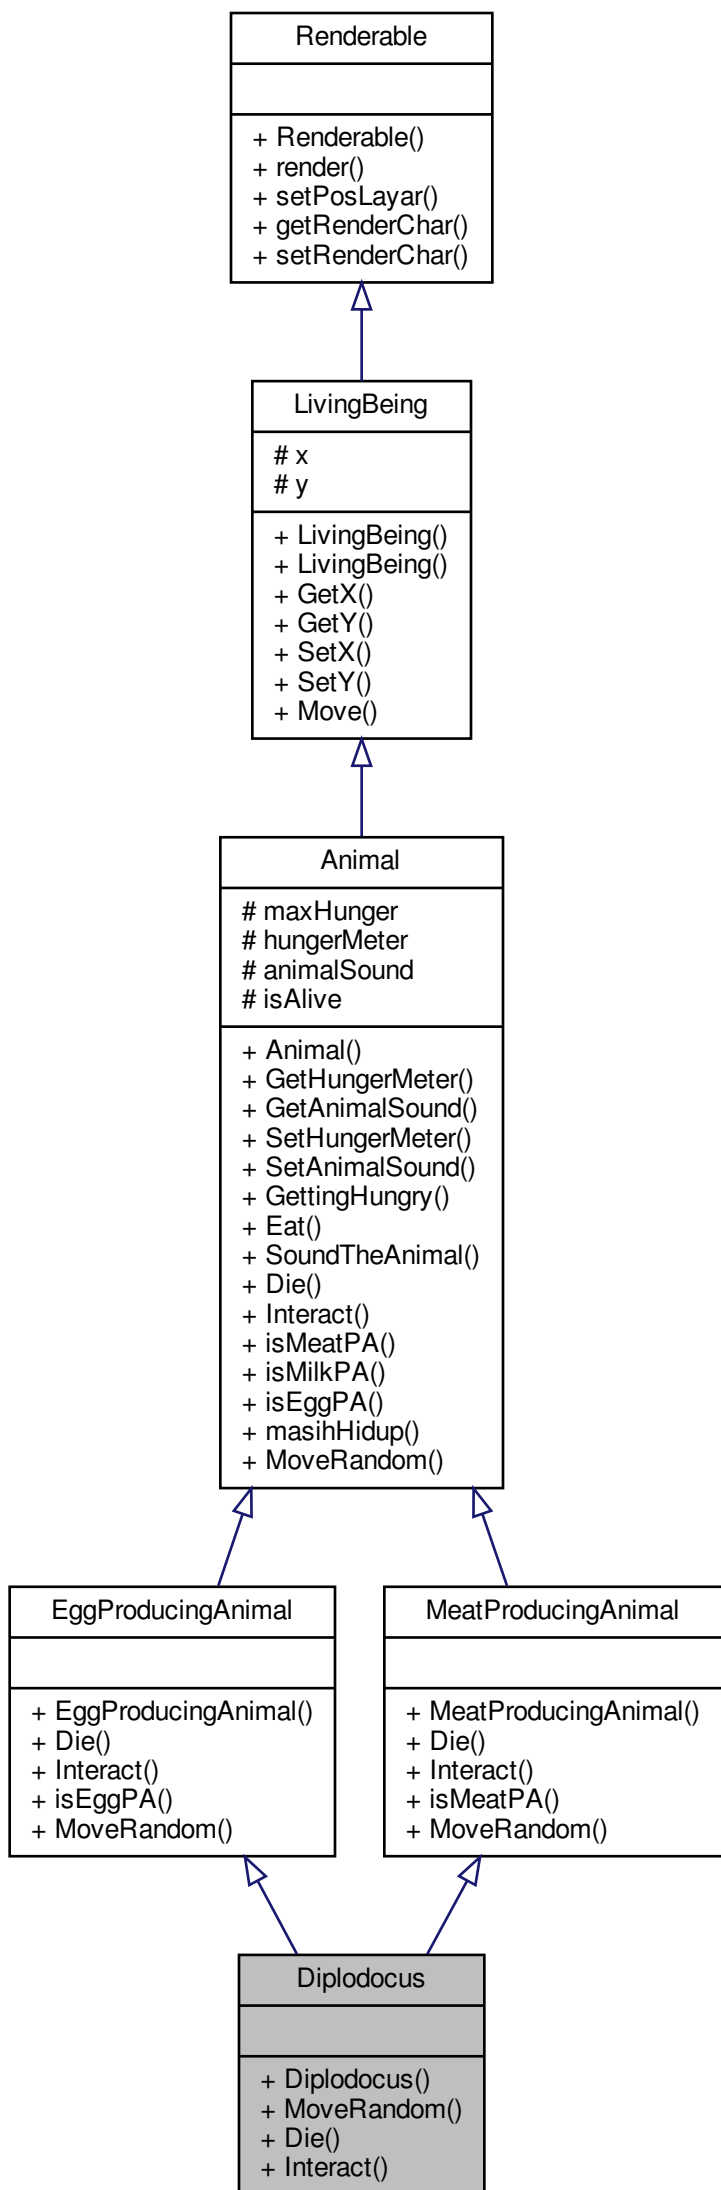 Renderable
+ Renderable()
+ render()
+ setPosLayar()
+ getRenderChar()
+ setRenderChar()
LivingBeing
# x
# y
+ LivingBeing()
+ LivingBeing()
+ GetX()
+ GetY()
+ SetX()
+ SetY()
+ Move()
Animal
# maxHunger
# hungerMeter
# animalSound
# isAlive
+ Animal()
+ GetHungerMeter()
+ GetAnimalSound()
+ SetHungerMeter()
+ SetAnimalSound()
+ GettingHungry()
+ Eat()
+ SoundTheAnimal()
+ Die()
+ Interact()
+ isMeatPA()
+ isMilkPA()
+ isEggPA()
+ masihHidup()
+ MoveRandom()
EggProducingAnimal
+ EggProducingAnimal()
+ Die()
+ Interact()
+ isEggPA()
+ MoveRandom()
MeatProducingAnimal
+ MeatProducingAnimal()
+ Die()
+ Interact()
+ isMeatPA()
+ MoveRandom()
Diplodocus
+ Diplodocus()
+ MoveRandom()
+ Die()
+ Interact()